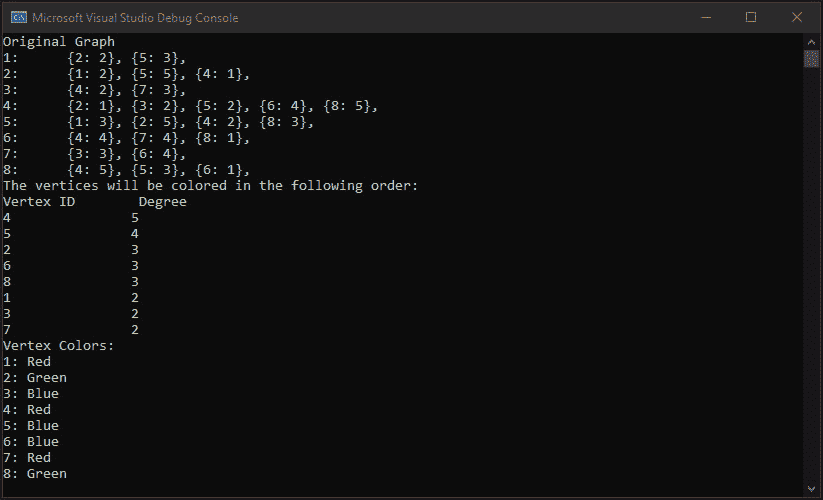 Microsoft Visual Studio Debug Console
Original Graph
1:      {2: 2}, {5: 3},
2:      {1: 2}, {5: 5}, {4: 1},
3:      {4: 2}, {7: 3},
4:      {2: 1}, {3: 2}, {5: 2}, {6: 4}, {8: 5},
5:      {1: 3}, {2: 5}, {4: 2}, {8: 3},
6:      {4: 4}, {7: 4}, {8: 1},
7:      {3: 3}, {6: 4},
8:      {4: 5}, {5: 3}, {6: 1},
The vertices will be colored in the following order:
Vertex ID        Degree
4               5
5               4
2               3
6               3
8               3
1               2
3               2
7               2
Vertex Colors:
1: Red
2: Green
3: Blue
4: Red
5: Blue
6: Blue
7: Red
8: Green